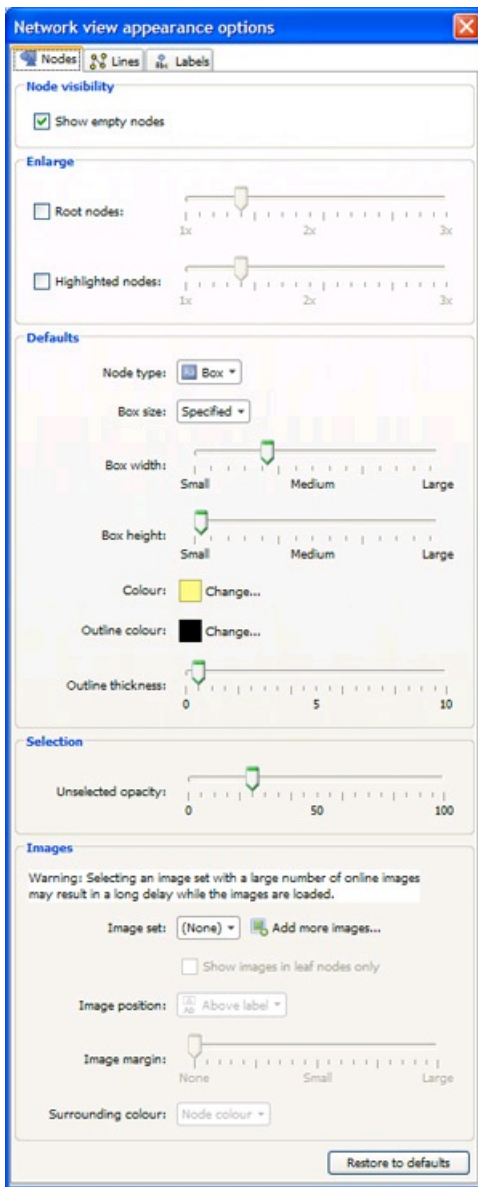 Network view appearance options
Nodes Lines Labels
Node visibility
Show empty nodes
Enlarge
Root nodes:
1x 2x 3x
Highlighted nodes:
1x 2x 3x
Defaults
Node type: Box
Box size: Specified
Box width:
Small Medium Large
Box height:
Small Medium Large
Colour: Change...
Outline colour: Change...
Outline thickness:
0 5 10
Selection
Unselected opacity:
0 50 100
Images
Warning: Selecting an image set with a large number of online images
may result in a long delay while the images are loaded.
Image set: (None) Add more images...
Show images in leaf nodes only
Image position: Above label
Image margin:
None Small Large
Surrounding colour: Node colour
Restore to defaults